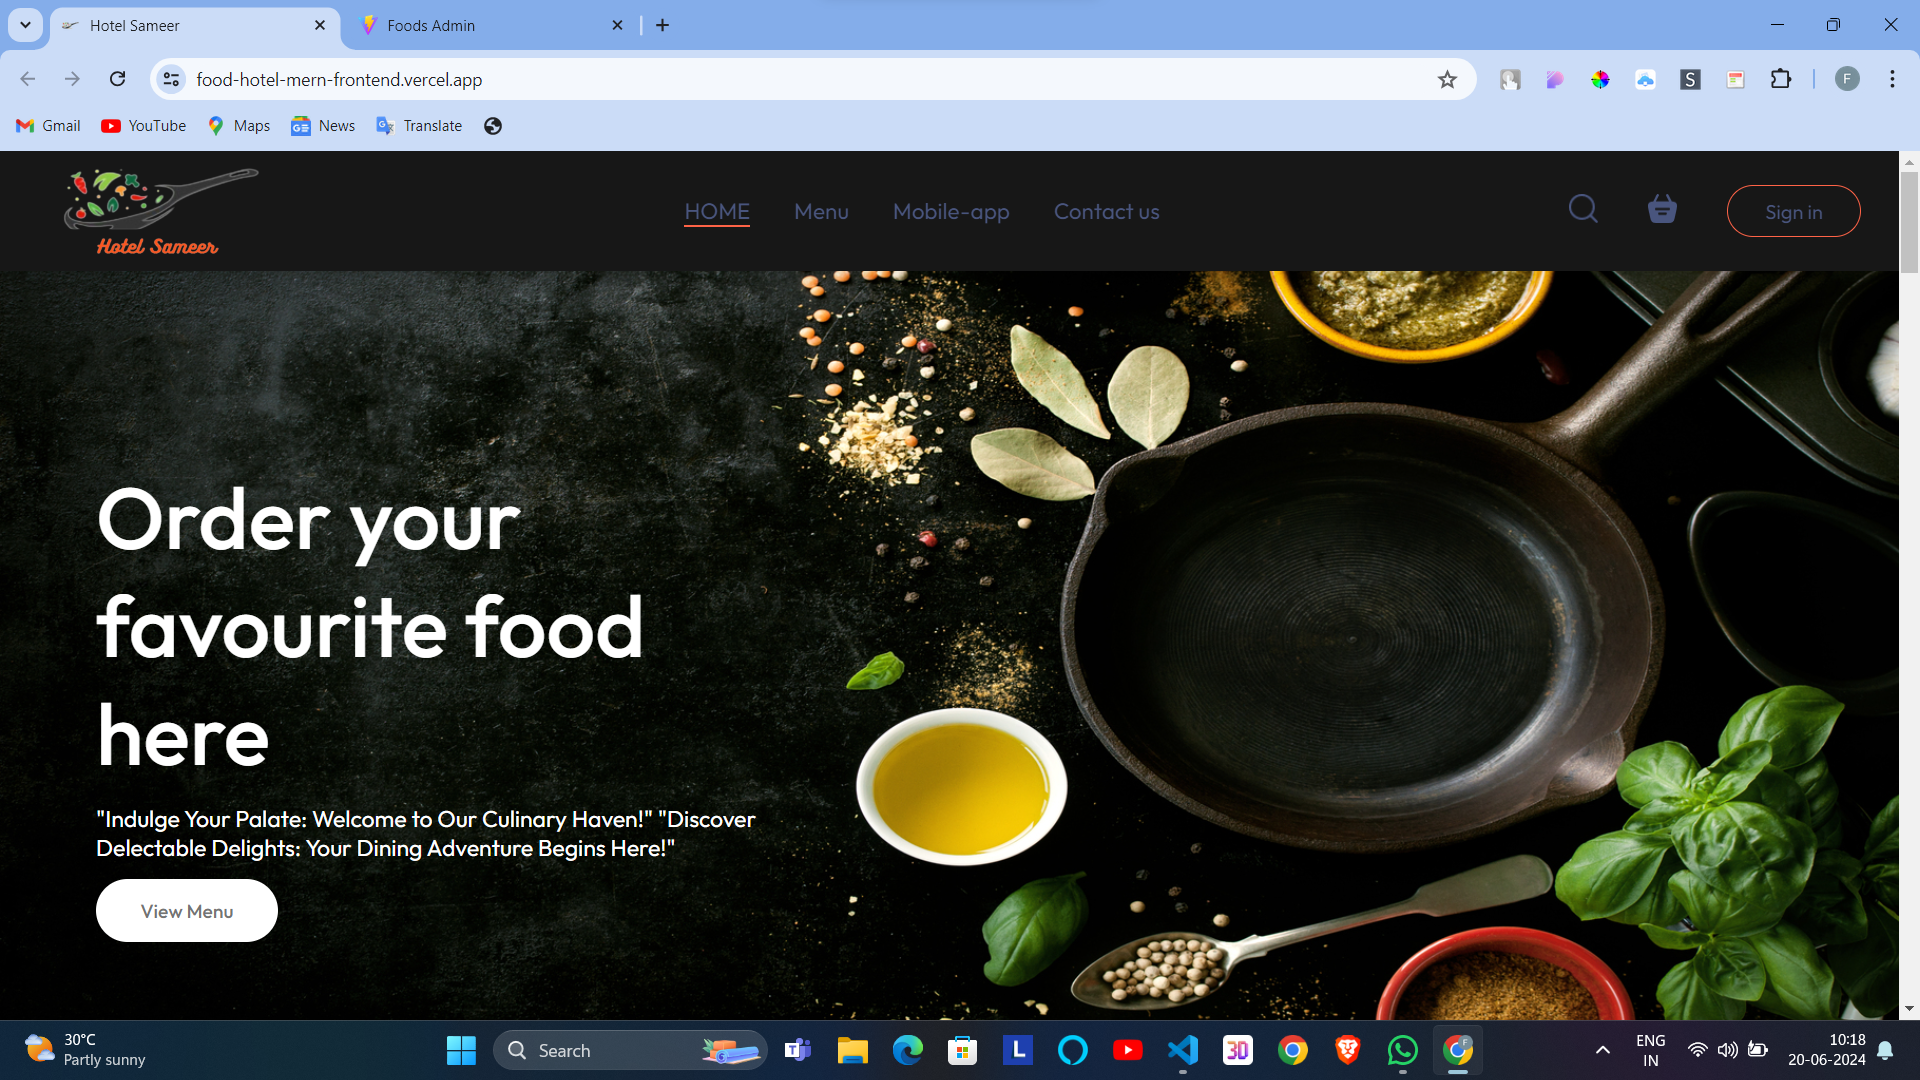 Hotel Sameer
Foods Admin
food-hotel-mern-frontend.vercel.app
S
F
Gmail
YouTube
Maps
News
Translate
Hotel Sameer
HOME
Menu
Mobile-app
Contact us
Sign in
Order your
favourite food
here
"Indulge Your Palate: Welcome to Our Culinary Haven!" "Discover
Delectable Delights: Your Dining Adventure Begins Here!"
View Menu
30°C
Partly sunny
Search
L
30
F
ENG
IN
10:18
20-06-2024